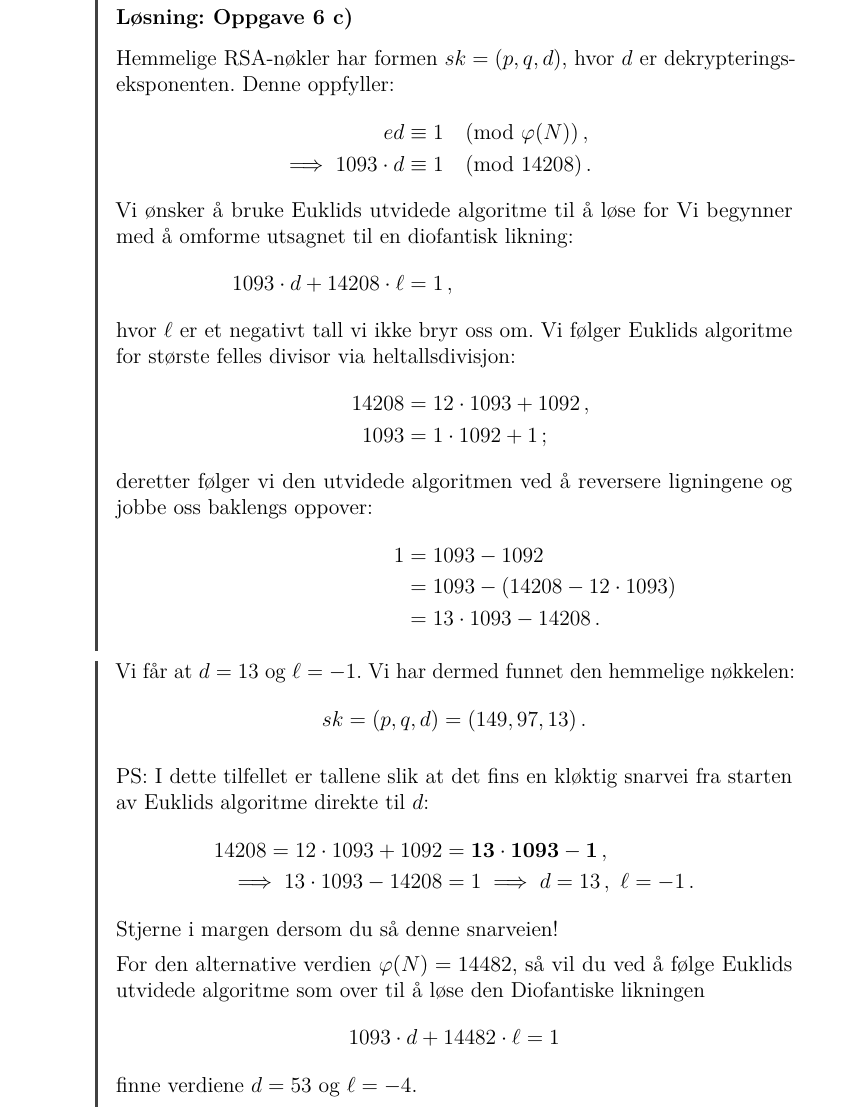 Løsning: Oppgave 6 c)
Hemmelige RSA-nøkler har formen sk = (p, q, d), hvor d er dekrypterings-
eksponenten. Denne oppfyller:
ed ≡ 1 (mod φ(N)) ,
⟹ 1093 · d ≡ 1 (mod 14208) .
Vi ønsker å bruke Euklids utvidede algoritme til å løse for Vi begynner
med å omforme utsagnet til en diofantisk likning:
1093 · d + 14208 · ℓ = 1 ,
hvor ℓ er et negativt tall vi ikke bryr oss om. Vi følger Euklids algoritme
for største felles divisor via heltallsdivisjon:
14208 = 12 · 1093 + 1092 ,
1093 = 1 · 1092 + 1 ;
deretter følger vi den utvidede algoritmen ved å reversere ligningene og
jobbe oss baklengs oppover:
1 = 1093 − 1092
= 1093 − (14208 − 12 · 1093)
= 13 · 1093 − 14208 .
Vi får at d = 13 og ℓ = −1. Vi har dermed funnet den hemmelige nøkkelen:
sk = (p, q, d) = (149, 97, 13) .
PS: I dette tilfellet er tallene slik at det fins en kløktig snarvei fra starten
av Euklids algoritme direkte til d:
14208 = 12 · 1093 + 1092 = 13 · 1093 − 1 ,
⟹ 13 · 1093 − 14208 = 1 ⟹ d = 13 , ℓ = −1 .
Stjerne i margen dersom du så denne snarveien!
For den alternative verdien φ(N) = 14482, så vil du ved å følge Euklids
utvidede algoritme som over til å løse den Diofantiske likningen
1093 · d + 14482 · ℓ = 1
finne verdiene d = 53 og ℓ = −4.